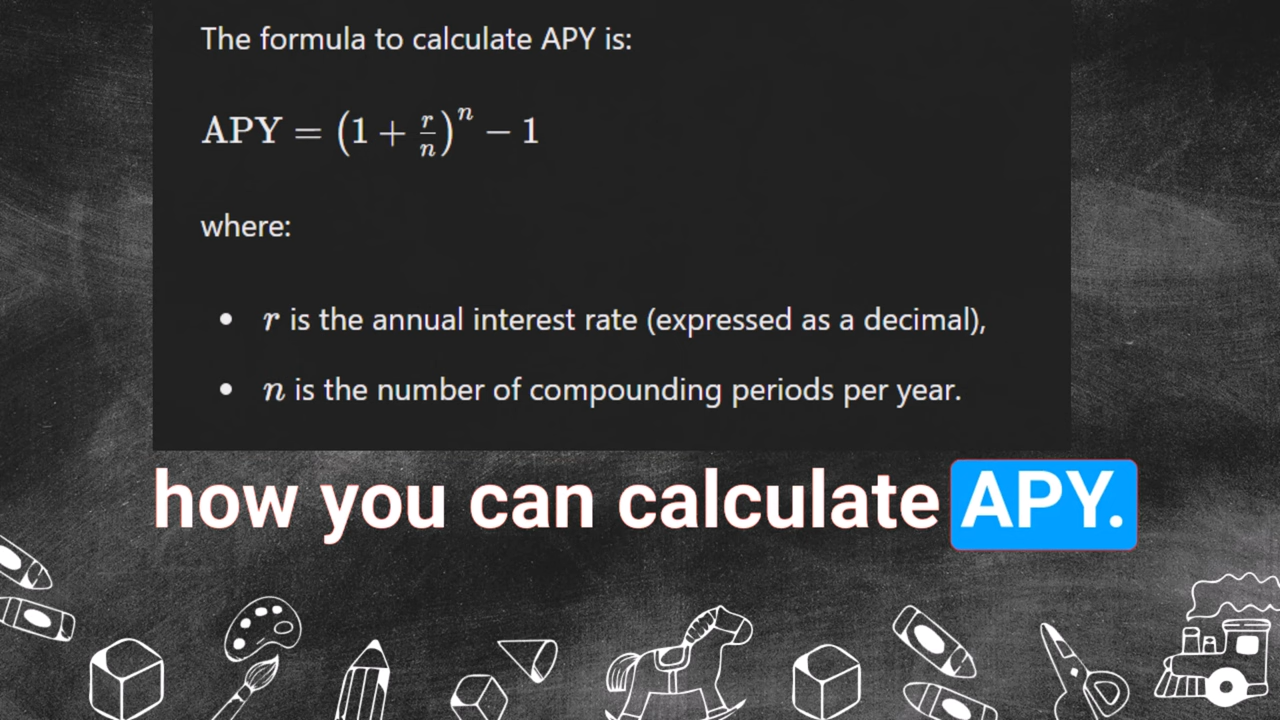 The formula to calculate APY is:
APY = (1 + r/n)^n − 1
where:
• r is the annual interest rate (expressed as a decimal),
• n is the number of compounding periods per year.
how you can calculate APY.